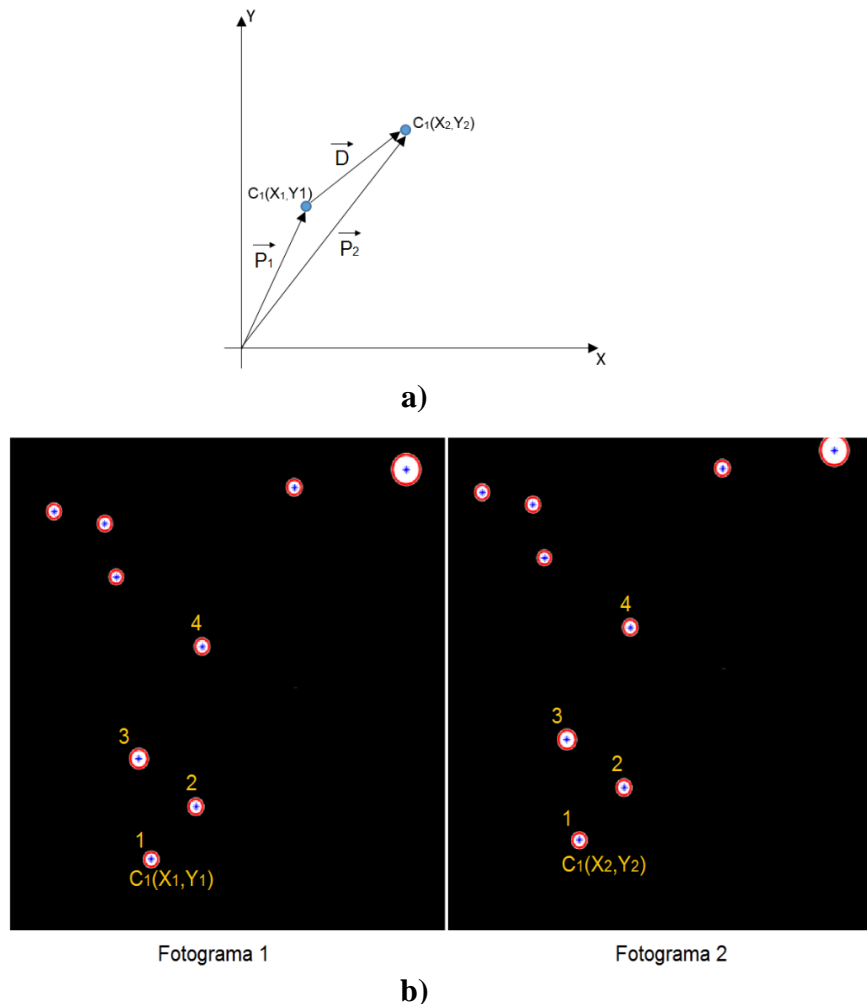 Y
C₁(X₂,Y₂)
D
C₁(X₁,Y1)
P₁
P₂
X
a)
4
3
2
1
C₁(X₁,Y₁)
4
3
2
1
C₁(X₂,Y₂)
Fotograma 1
Fotograma 2
b)